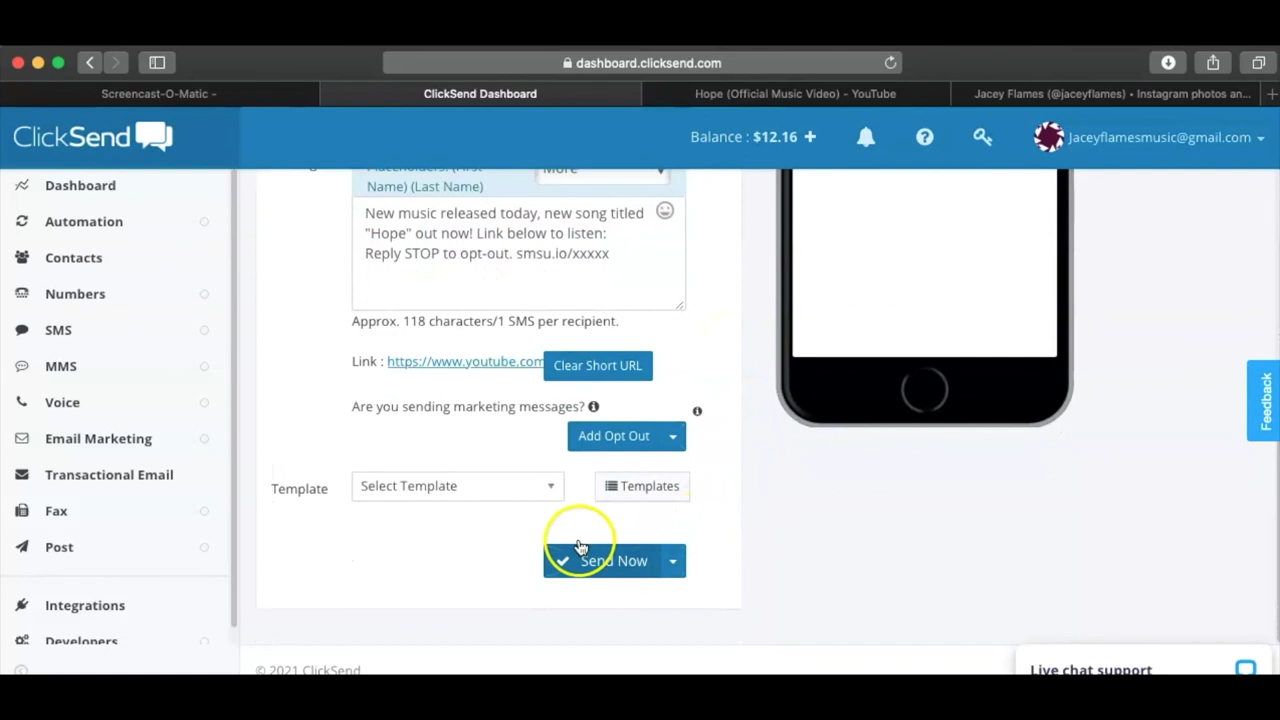 dashboard.clicksend.com
Screencast-O-Matic -
ClickSend Dashboard
Hope (Official Music Video) - YouTube
Jacey Flames (@jaceyflames) • Instagram photos an...
ClickSend
Balance : $12.16
Jaceyflamesmusic@gmail.com
Dashboard
Automation
Contacts
Numbers
SMS
MMS
Voice
Email Marketing
Transactional Email
Fax
Post
Integrations
Developers
Placeholders: (First
Name) (Last Name)
More
New music released today, new song titled
"Hope" out now! Link below to listen:
Reply STOP to opt-out. smsu.io/xxxxx
Approx. 118 characters/1 SMS per recipient.
Link : https://www.youtube.com
Clear Short URL
Are you sending marketing messages?
Add Opt Out
Template
Select Template
Templates
Send Now
Feedback
© 2021 ClickSend
Live chat support